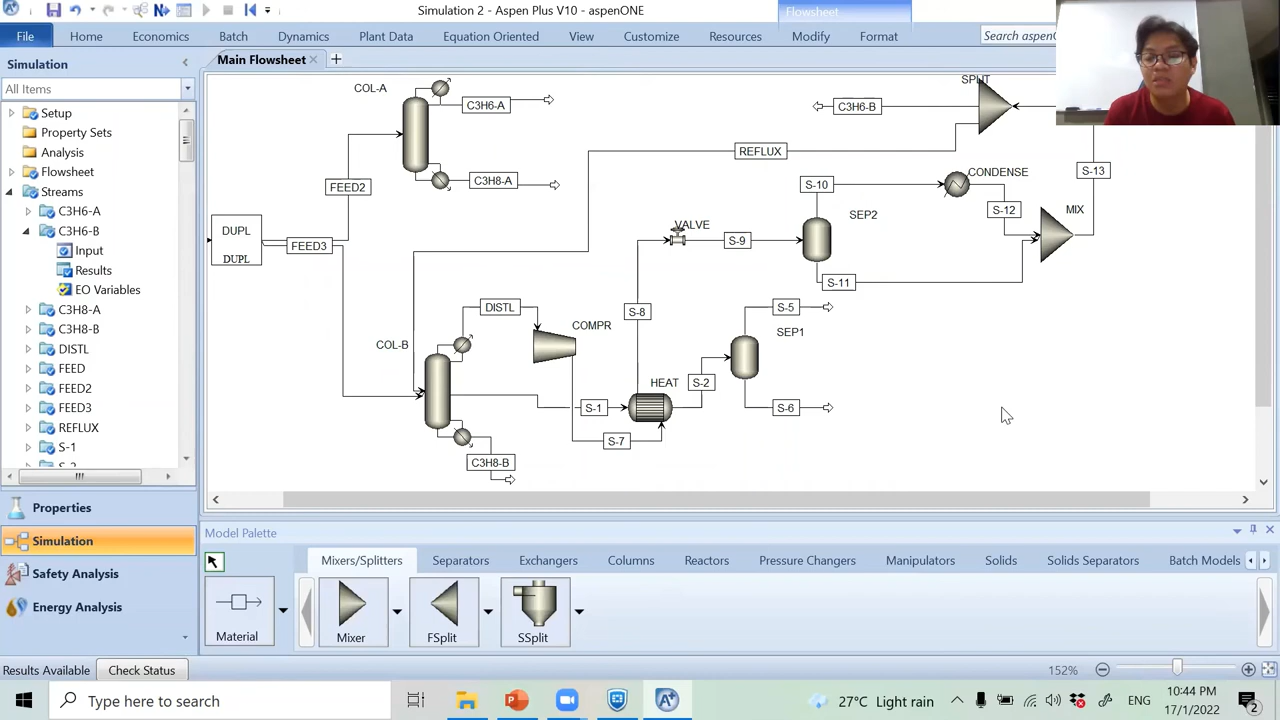 Simulation 2 - Aspen Plus V10 - aspenONE
Flowsheet
File Home Economics Batch Dynamics Plant Data Equation Oriented View Customize Resources Modify Format Search aspen
Simulation
All Items
Setup
Property Sets
Analysis
Flowsheet
Streams
C3H6-A
C3H6-B
Input
Results
EO Variables
C3H8-A
C3H8-B
DISTL
FEED
FEED2
FEED3
REFLUX
S-1
Properties
Simulation
Safety Analysis
Energy Analysis
Main Flowsheet
COL-A
C3H6-A
C3H6-B
SPLIT
REFLUX
S-13
FEED2
C3H8-A
S-10
CONDENSE
S-12
MIX
SEP2
VALVE
S-9
DUPL
DUPL
FEED3
S-11
S-8
DISTL
COMPR
S-5
SEP1
COL-B
HEAT
S-2
S-1
S-6
S-7
C3H8-B
Model Palette
Mixers/Splitters Separators Exchangers Columns Reactors Pressure Changers Manipulators Solids Solids Separators Batch Models
Material Mixer FSplit SSplit
Results Available Check Status 152%
Type here to search
27°C Light rain
ENG
10:44 PM
17/1/2022
2